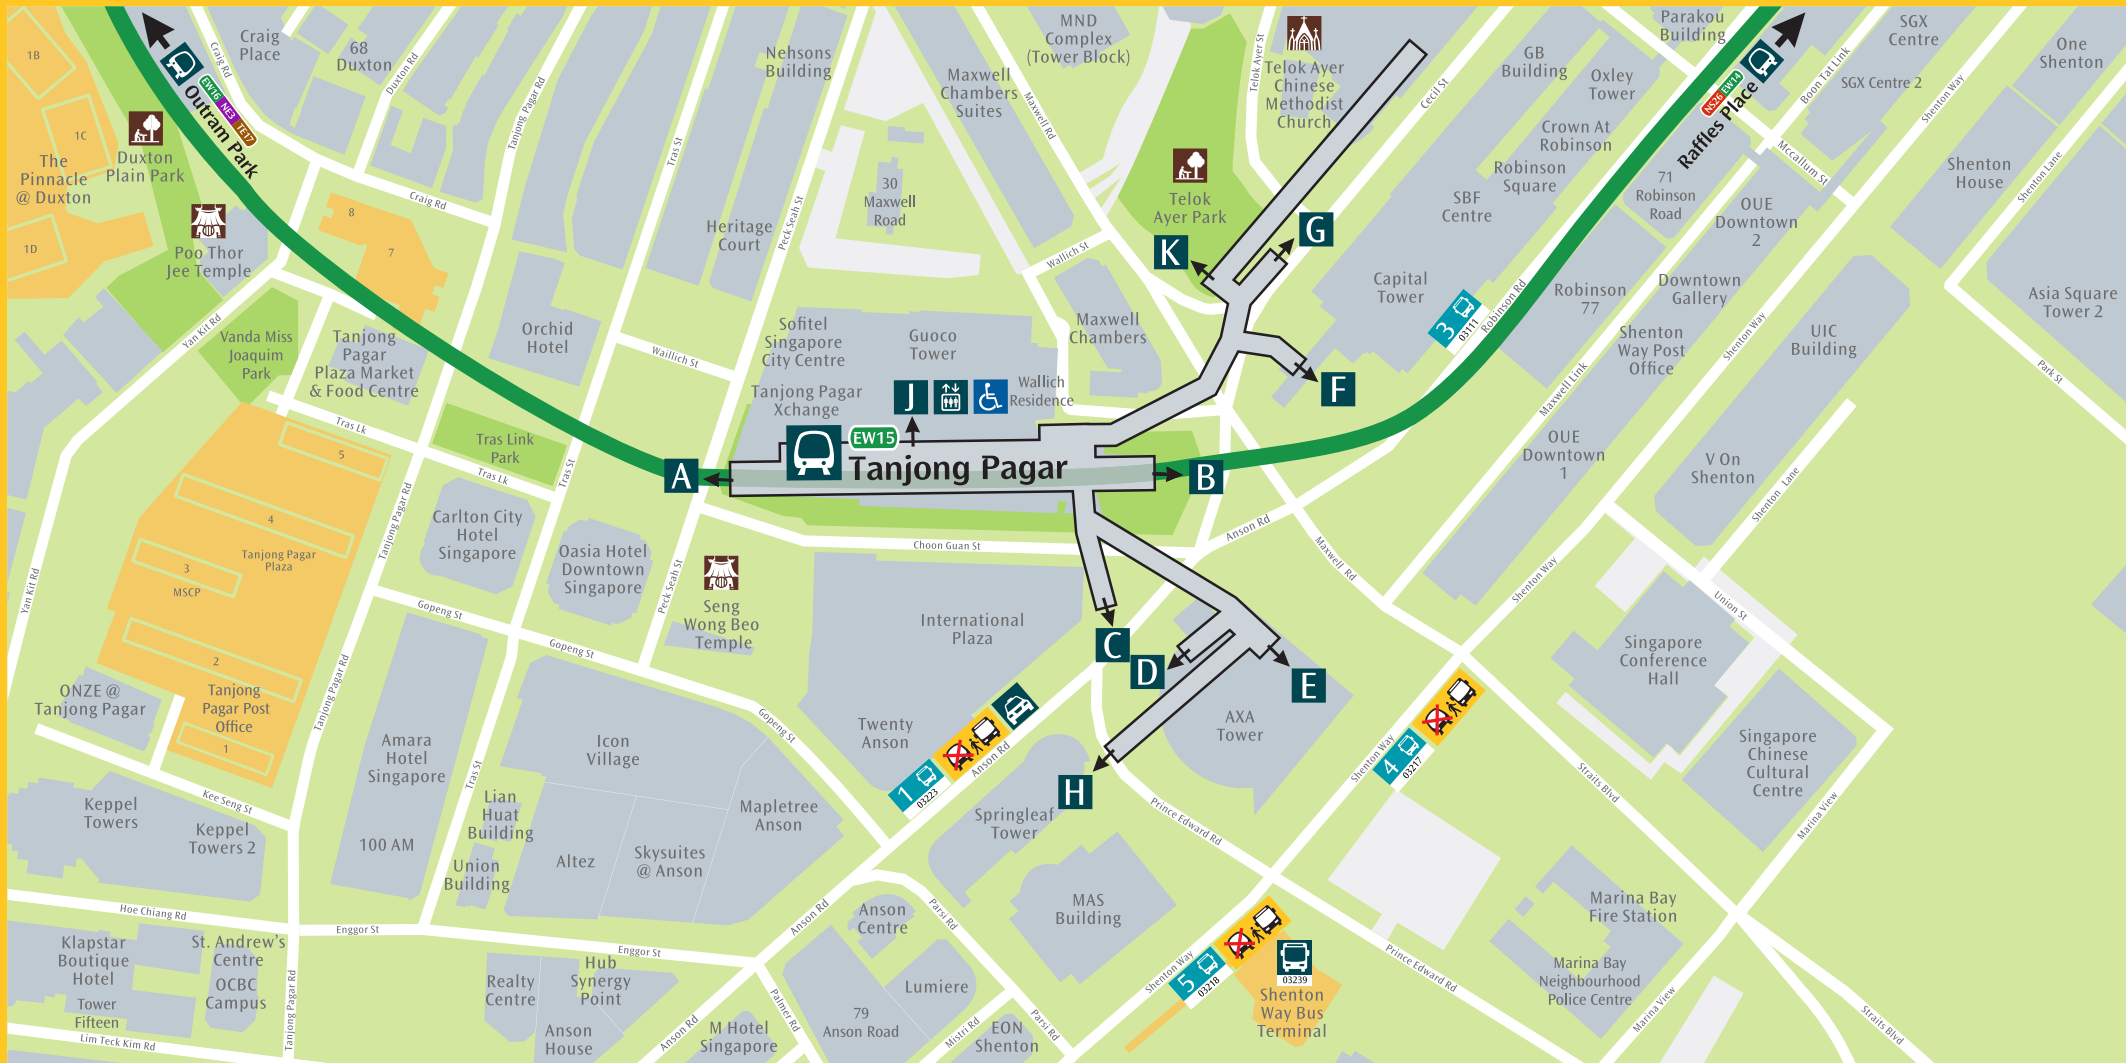 1B
1C
The
Pinnacle
@ Duxton
1D
Duxton
Plain Park
Poo Thor
Jee Temple
Outram Park
EW16 NE3 TE17
Craig Rd
Craig
Place
68
Duxton
Duxton Rd
Tanjong Pagar Rd
Craig Rd
8
7
Yan Kit Rd
Vanda Miss
Joaquim
Park
Tanjong
Pagar
Plaza Market
& Food Centre
Orchid
Hotel
Tras St
Nehsons
Building
Heritage
Court
Peck Seah St
30
Maxwell
Road
Maxwell
Chambers
Suites
MND
Complex
(Tower Block)
Maxwell Rd
Wallich St
Telok Ayer St
Telok Ayer
Chinese
Methodist
Church
Telok
Ayer Park
K
G
Cecil St
GB
Building
Oxley
Tower
Crown At
Robinson
Robinson
Square
SBF
Centre
Capital
Tower
F
3
03111
Robinson Rd
Parakou
Building
Raffles Place
NS26 EW14
71
Robinson
Road
Boon Tat Link
SGX
Centre
SGX Centre 2
Shenton Way
One
Shenton
Mccallum St
OUE
Downtown
2
Shenton
House
Shenton Lane
Robinson
77
Downtown
Gallery
Shenton
Way Post
Office
Shenton Way
UIC
Building
Asia Square
Tower 2
Park St
Maxwell Link
OUE
Downtown
1
V On
Shenton
Shenton Lane
Waillich St
Sofitel
Singapore
City Centre
Guoco
Tower
Maxwell
Chambers
Tanjong Pagar
Xchange
J
Wallich
Residence
EW15
Tanjong Pagar
A
B
Tras Lk
Tras Link
Park
Tras Lk
Tras St
5
4
3
MSCP
Tanjong Pagar
Plaza
2
Tanjong
Pagar Post
Office
1
Tanjong Pagar Rd
Carlton City
Hotel
Singapore
Oasia Hotel
Downtown
Singapore
Peck Seah St
Seng
Wong Beo
Temple
Choon Guan St
Anson Rd
Maxwell Rd
Shenton Way
Union St
Yan Kit Rd
Gopeng St
Gopeng St
International
Plaza
C
D
E
Singapore
Conference
Hall
ONZE @
Tanjong Pagar
Tanjong Pagar Rd
Amara
Hotel
Singapore
100 AM
Tras St
Icon
Village
Gopeng St
Twenty
Anson
1
03223
Anson Rd
H
AXA
Tower
Shenton Way
4
03217
Singapore
Chinese
Cultural
Centre
Straits Blvd
Marina View
Keppel
Towers
Kee Seng St
Keppel
Towers 2
Lian
Huat
Building
Union
Building
Altez
Skysuites
@ Anson
Mapletree
Anson
Springleaf
Tower
Prince Edward Rd
MAS
Building
Anson
Centre
Parsi Rd
Anson Rd
Hoe Chiang Rd
Enggor St
Enggor St
Klapstar
Boutique
Hotel
St. Andrew's
Centre
OCBC
Campus
Tower
Fifteen
Lim Teck Kim Rd
Tanjong Pagar Rd
Realty
Centre
Hub
Synergy
Point
Anson
House
Anson Rd
M Hotel
Singapore
Palmer Rd
79
Anson Road
Lumiere
Mistri Rd
EON
Shenton
Parsi Rd
Shenton Way
5
03218
03239
Shenton
Way Bus
Terminal
Prince Edward Rd
Marina Bay
Fire Station
Marina Bay
Neighbourhood
Police Centre
Marina View
Straits Blvd